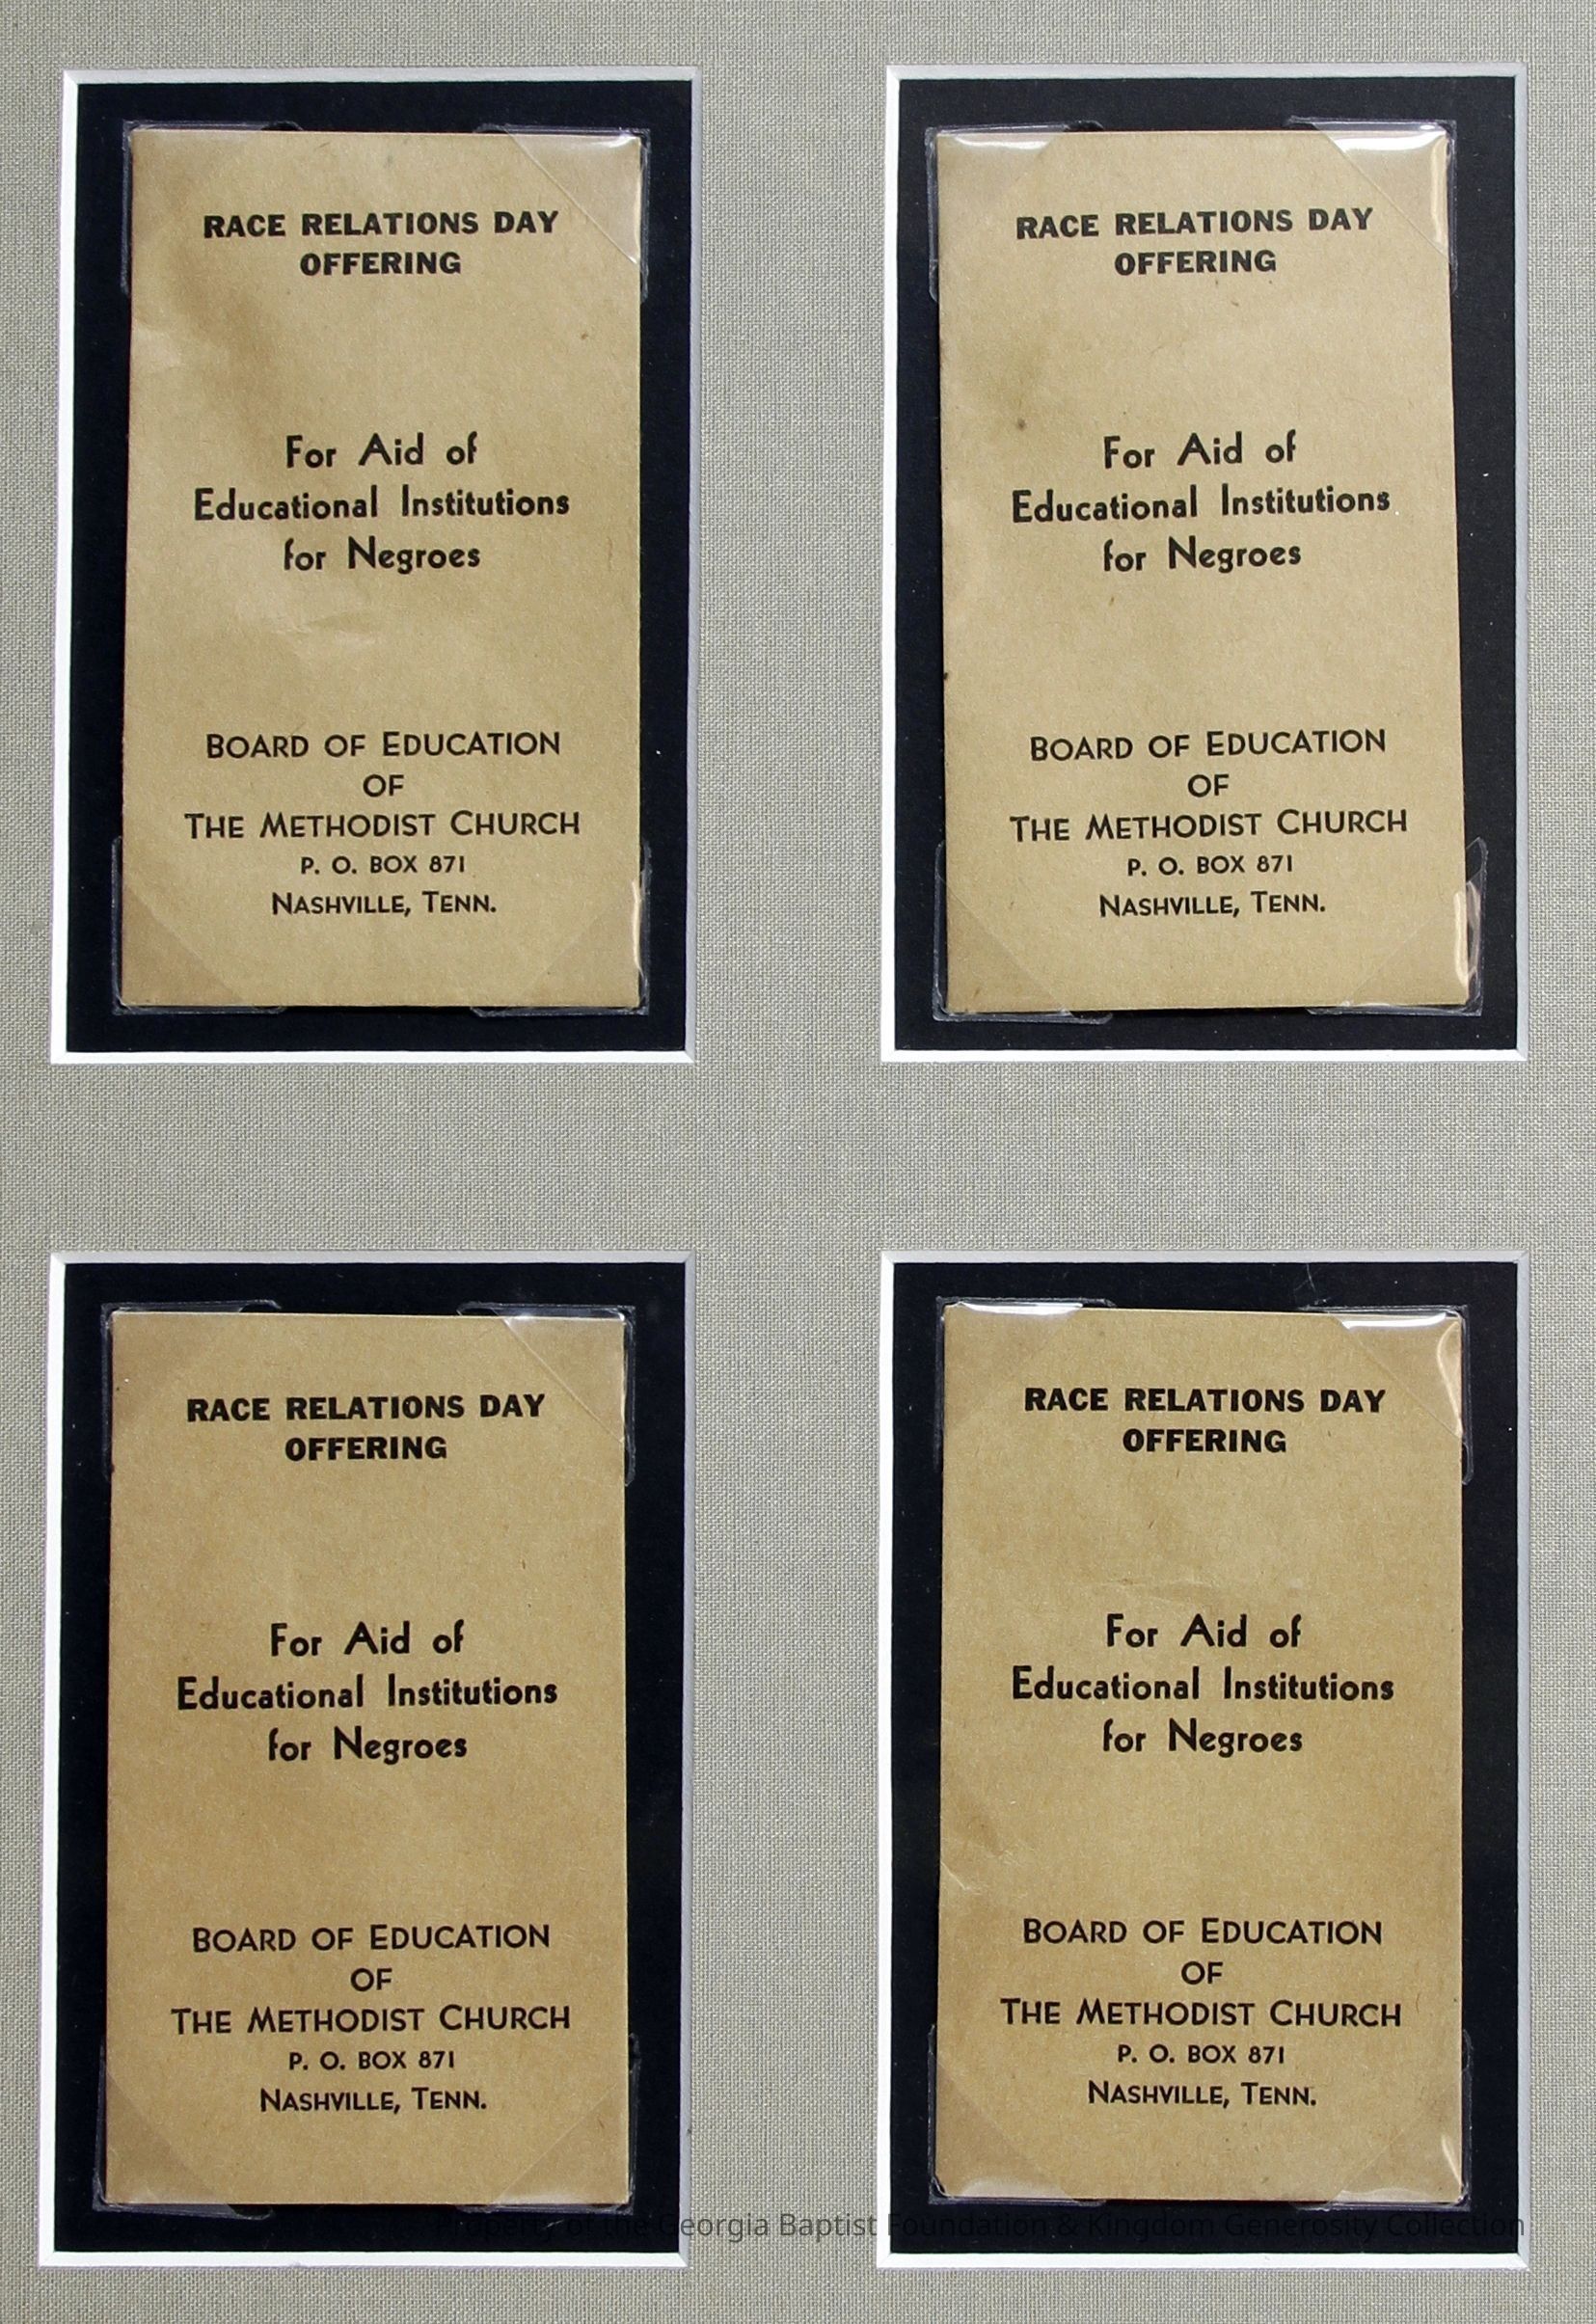 RACE RELATIONS DAY
OFFERING
For Aid of
Educational Institutions
for Negroes
BOARD OF EDUCATION
OF
THE METHODIST CHURCH
P. O. BOX 871
NASHVILLE, TENN.
RACE RELATIONS DAY
OFFERING
For Aid of
Educational Institutions
for Negroes
BOARD OF EDUCATION
OF
THE METHODIST CHURCH
P. O. BOX 871
NASHVILLE, TENN.
RACE RELATIONS DAY
OFFERING
For Aid of
Educational Institutions
for Negroes
BOARD OF EDUCATION
OF
THE METHODIST CHURCH
P. O. BOX 871
NASHVILLE, TENN.
RACE RELATIONS DAY
OFFERING
For Aid of
Educational Institutions
for Negroes
BOARD OF EDUCATION
OF
THE METHODIST CHURCH
P. O. BOX 871
NASHVILLE, TENN.
Property of the Georgia Baptist Foundation & Kingdom Generosity Collection